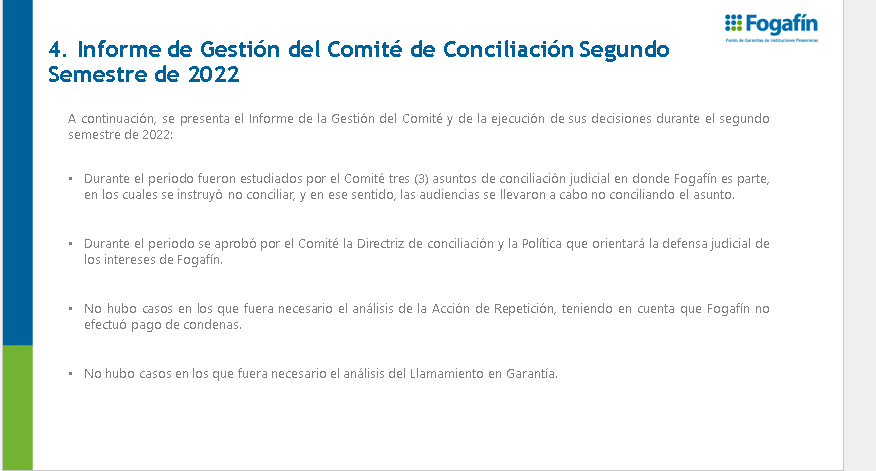 Fogafín
Fondo de Garantías de Instituciones Financieras
4. Informe de Gestión del Comité de Conciliación Segundo
Semestre de 2022
A continuación, se presenta el Informe de la Gestión del Comité y de la ejecución de sus decisiones durante el segundo
semestre de 2022:
• Durante el periodo fueron estudiados por el Comité tres (3) asuntos de conciliación judicial en donde Fogafín es parte,
en los cuales se instruyó no conciliar, y en ese sentido, las audiencias se llevaron a cabo no conciliando el asunto.
• Durante el periodo se aprobó por el Comité la Directriz de conciliación y la Política que orientará la defensa judicial de
los intereses de Fogafín.
• No hubo casos en los que fuera necesario el análisis de la Acción de Repetición, teniendo en cuenta que Fogafín no
efectuó pago de condenas.
• No hubo casos en los que fuera necesario el análisis del Llamamiento en Garantía.